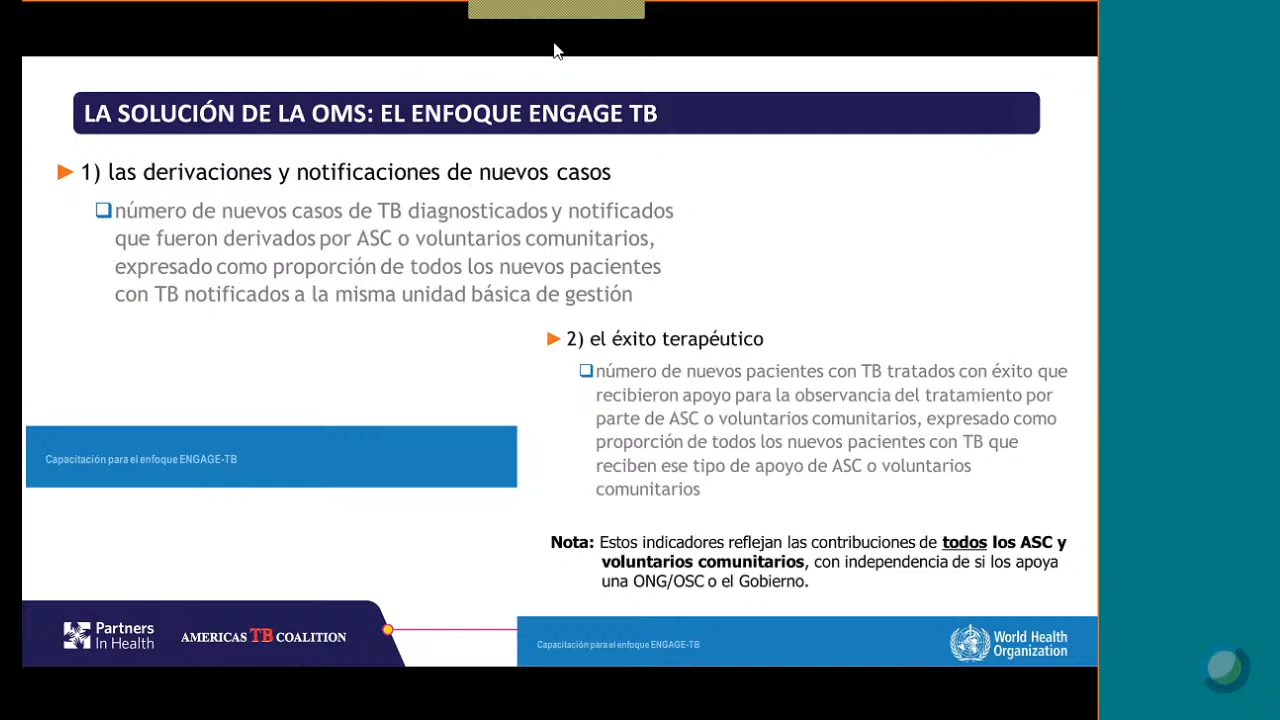 LA SOLUCIÓN DE LA OMS: EL ENFOQUE ENGAGE TB
1) las derivaciones y notificaciones de nuevos casos
número de nuevos casos de TB diagnosticados y notificados
que fueron derivados por ASC o voluntarios comunitarios,
expresado como proporción de todos los nuevos pacientes
con TB notificados a la misma unidad básica de gestión
2) el éxito terapéutico
número de nuevos pacientes con TB tratados con éxito que
recibieron apoyo para la observancia del tratamiento por
parte de ASC o voluntarios comunitarios, expresado como
proporción de todos los nuevos pacientes con TB que
reciben ese tipo de apoyo de ASC o voluntarios
comunitarios
Capacitación para el enfoque ENGAGE-TB
Nota: Estos indicadores reflejan las contribuciones de todos los ASC y
voluntarios comunitarios, con independencia de si los apoya
una ONG/OSC o el Gobierno.
Partners
In Health
AMERICAS TB COALITION
Capacitación para el enfoque ENGAGE-TB
World Health
Organization